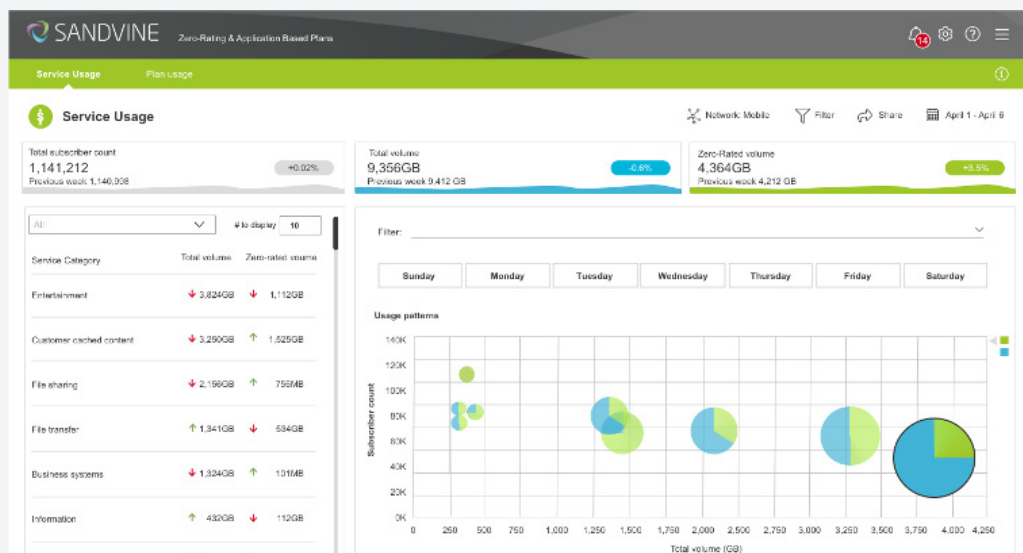 SANDVINE Zero-Rating & Application Based Plans
14
Service Usage Plan usage
Service Usage
Network: Mobile Filter Share April 1 - April 6
Total subscriber count
1,141,212
+0.02%
Previous week 1,140,998
Total volume
9,356GB
-0.6%
Previous week 9,412 GB
Zero-Rated volume
4,364GB
+3.5%
Previous week 4,212 GB
All
# to display 10
Service Category Total volume Zero-rated voume
Entertainment 3,824GB 1,112GB
Customer cached content 3,250GB 1,525GB
File sharing 2,156GB 756MB
File transfer 1,341GB 534GB
Business systems 1,324GB 101MB
Information 432GB 112GB
Filter:
Sunday Monday Tuesday Wednesday Thursday Friday Saturday
Usage patterns
Subscriber count
140K
120K
100K
80K
60K
40K
20K
0K
0 250 500 750 1,000 1,250 1,500 1,750 2,000 2,500 2,750 3,000 3,250 3,500 3,750 4,000 4,250
Total volume (GB)